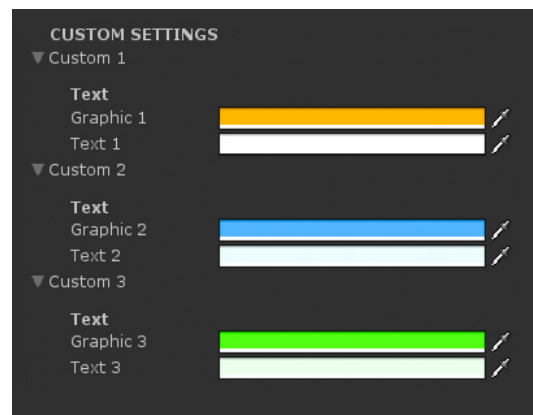 CUSTOM SETTINGS
Custom 1
Text
Graphic 1
Text 1
Custom 2
Text
Graphic 2
Text 2
Custom 3
Text
Graphic 3
Text 3